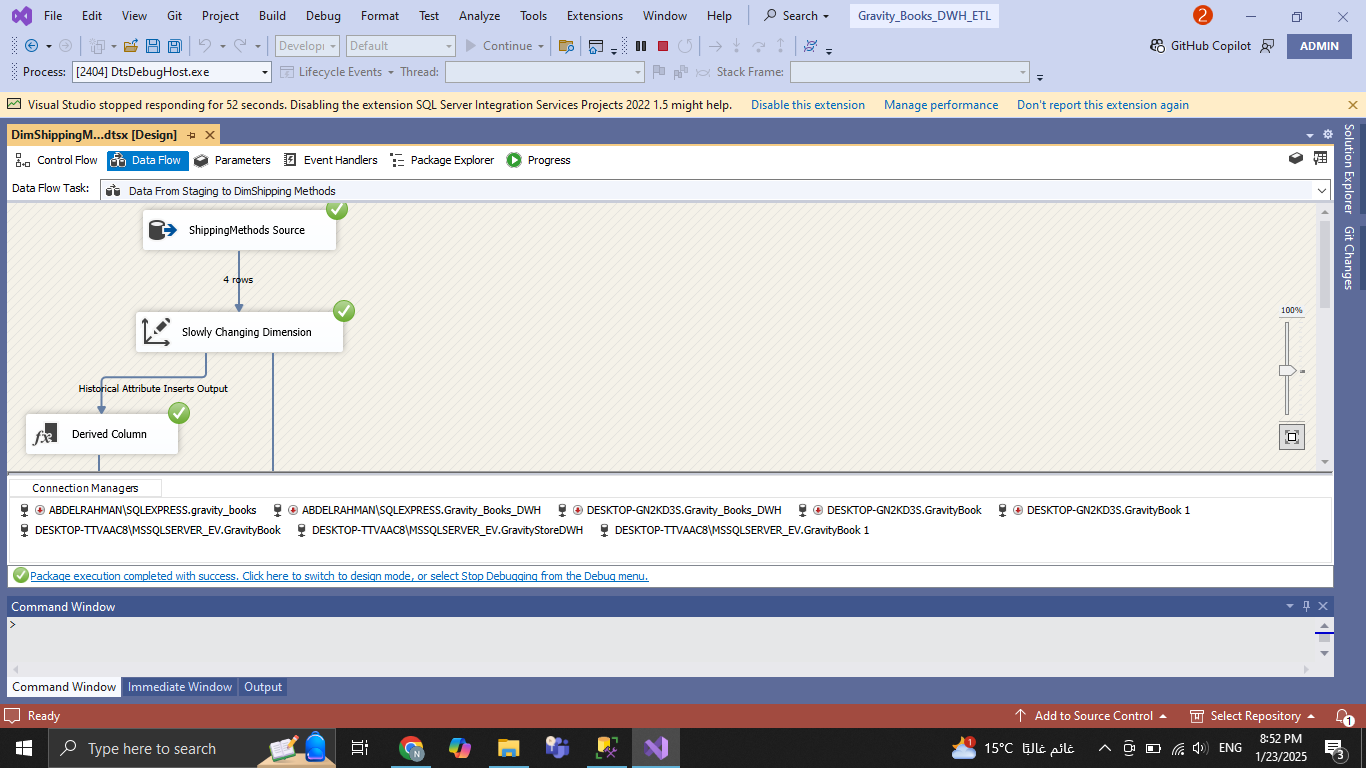 File Edit View Git Project Build Debug Format Test Analyze Tools Extensions Window Help Search Gravity_Books_DWH_ETL 2
Develop Default Continue GitHub Copilot ADMIN
Process: [2404] DtsDebugHost.exe Lifecycle Events Thread: Stack Frame:
Visual Studio stopped responding for 52 seconds. Disabling the extension SQL Server Integration Services Projects 2022 1.5 might help. Disable this extension Manage performance Don't report this extension again
DimShippingM...dtsx [Design]
Control Flow Data Flow Parameters Event Handlers Package Explorer Progress
Data Flow Task: Data From Staging to DimShipping Methods
Solution Explorer
Git Changes
ShippingMethods Source
4 rows
100%
Slowly Changing Dimension
Historical Attribute Inserts Output
fx Derived Column
Connection Managers
ABDELRAHMAN\SQLEXPRESS.gravity_books ABDELRAHMAN\SQLEXPRESS.Gravity_Books_DWH DESKTOP-GN2KD3S.Gravity_Books_DWH DESKTOP-GN2KD3S.GravityBook DESKTOP-GN2KD3S.GravityBook 1
DESKTOP-TTVAAC8\MSSQLSERVER_EV.GravityBook DESKTOP-TTVAAC8\MSSQLSERVER_EV.GravityStoreDWH DESKTOP-TTVAAC8\MSSQLSERVER_EV.GravityBook 1
Package execution completed with success. Click here to switch to design mode, or select Stop Debugging from the Debug menu.
Command Window
>
Command Window Immediate Window Output
Ready Add to Source Control Select Repository 1
Type here to search N 1 15°C غائم غالبًا ENG 8:52 PM
1/23/2025 3